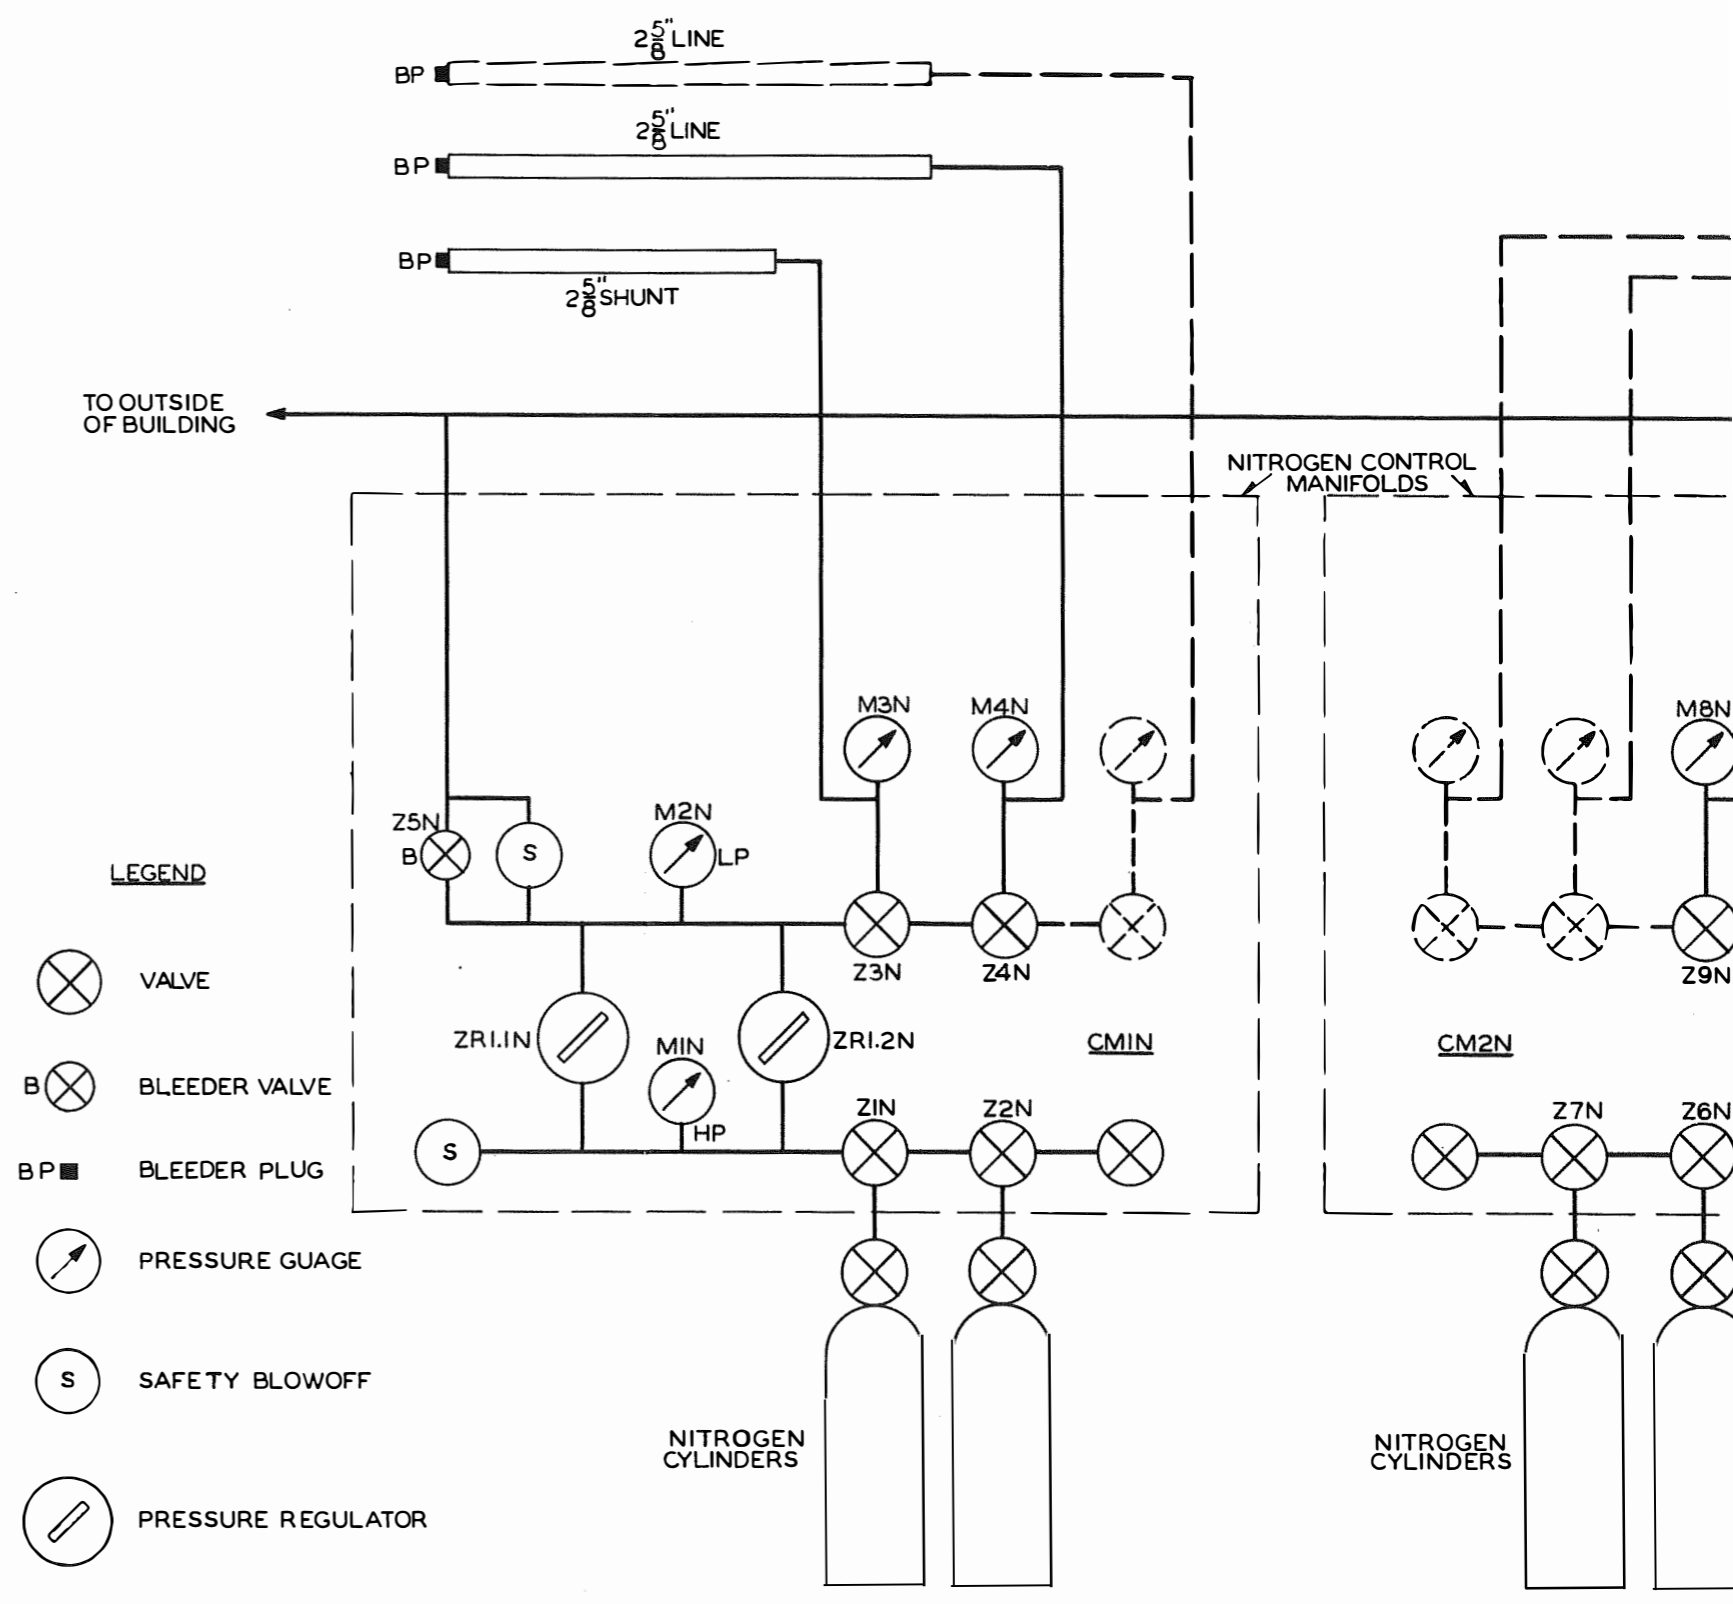 2 5/8" LINE
BP
2 5/8" LINE
BP
BP
2 5/8" SHUNT
TO OUTSIDE
OF BUILDING
NITROGEN CONTROL
MANIFOLDS
M3N
M4N
M8N
Z5N
B
S
M2N
LP
Z3N
Z4N
Z9N
ZR1.1N
M1N
HP
ZR1.2N
CM1N
CM2N
S
Z1N
Z2N
Z7N
Z6N
NITROGEN
CYLINDERS
NITROGEN
CYLINDERS
LEGEND
VALVE
B BLEEDER VALVE
BP BLEEDER PLUG
PRESSURE GUAGE
S SAFETY BLOWOFF
PRESSURE REGULATOR